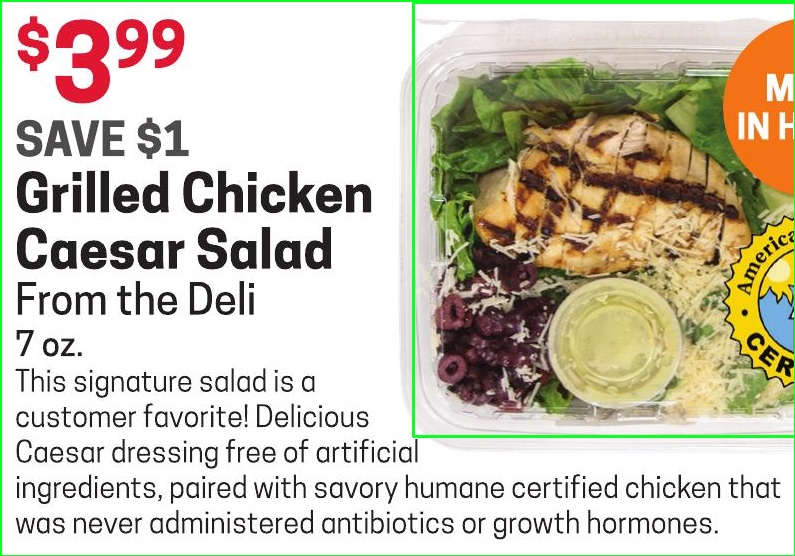 $3.99
SAVE $1
Grilled Chicken
Caesar Salad
From the Deli
7 oz.
This signature salad is a
customer favorite! Delicious
Caesar dressing free of artificial
ingredients, paired with savory humane certified chicken that
was never administered antibiotics or growth hormones.
IN